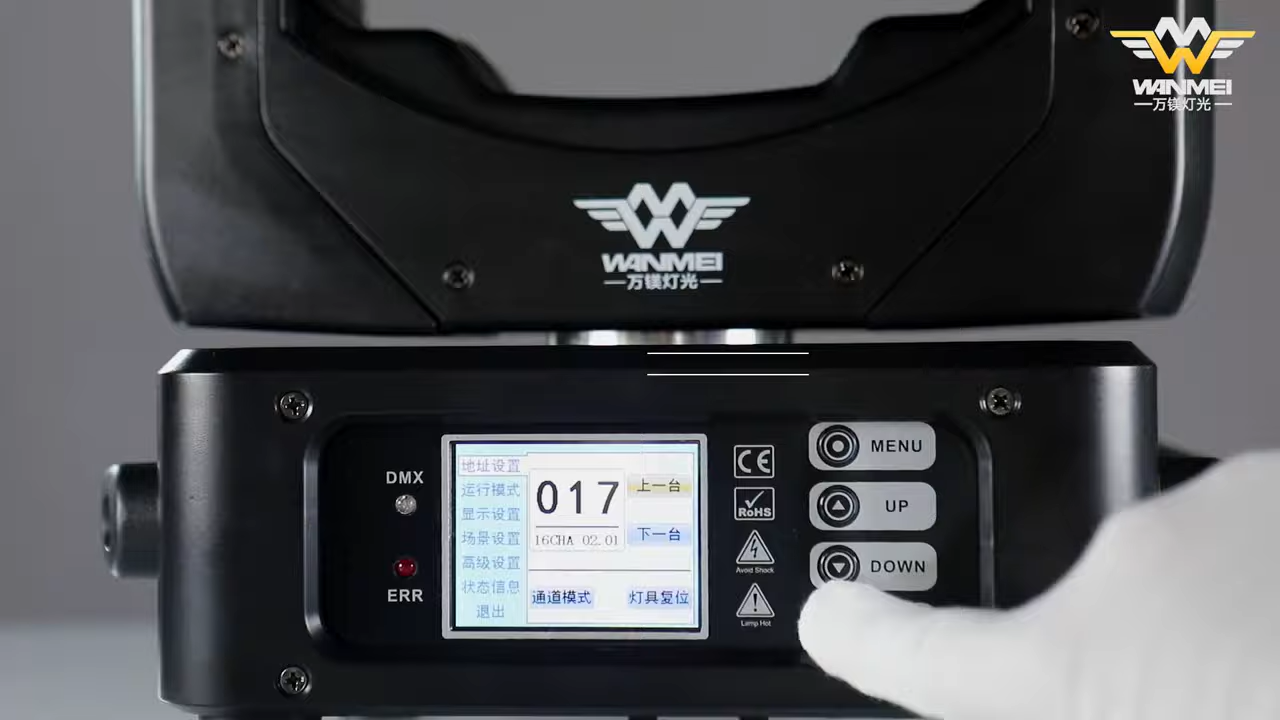 WANMEI
万镁灯光
WANMEI
万镁灯光
DMX
ERR
地址设置
运行模式
显示设置
场景设置
高级设置
状态信息
退出
017
16CHA 02.01
上一台
下一台
通道模式
灯具复位
CE
RoHS
Avoid Shock
Lamp Hot
MENU
UP
DOWN